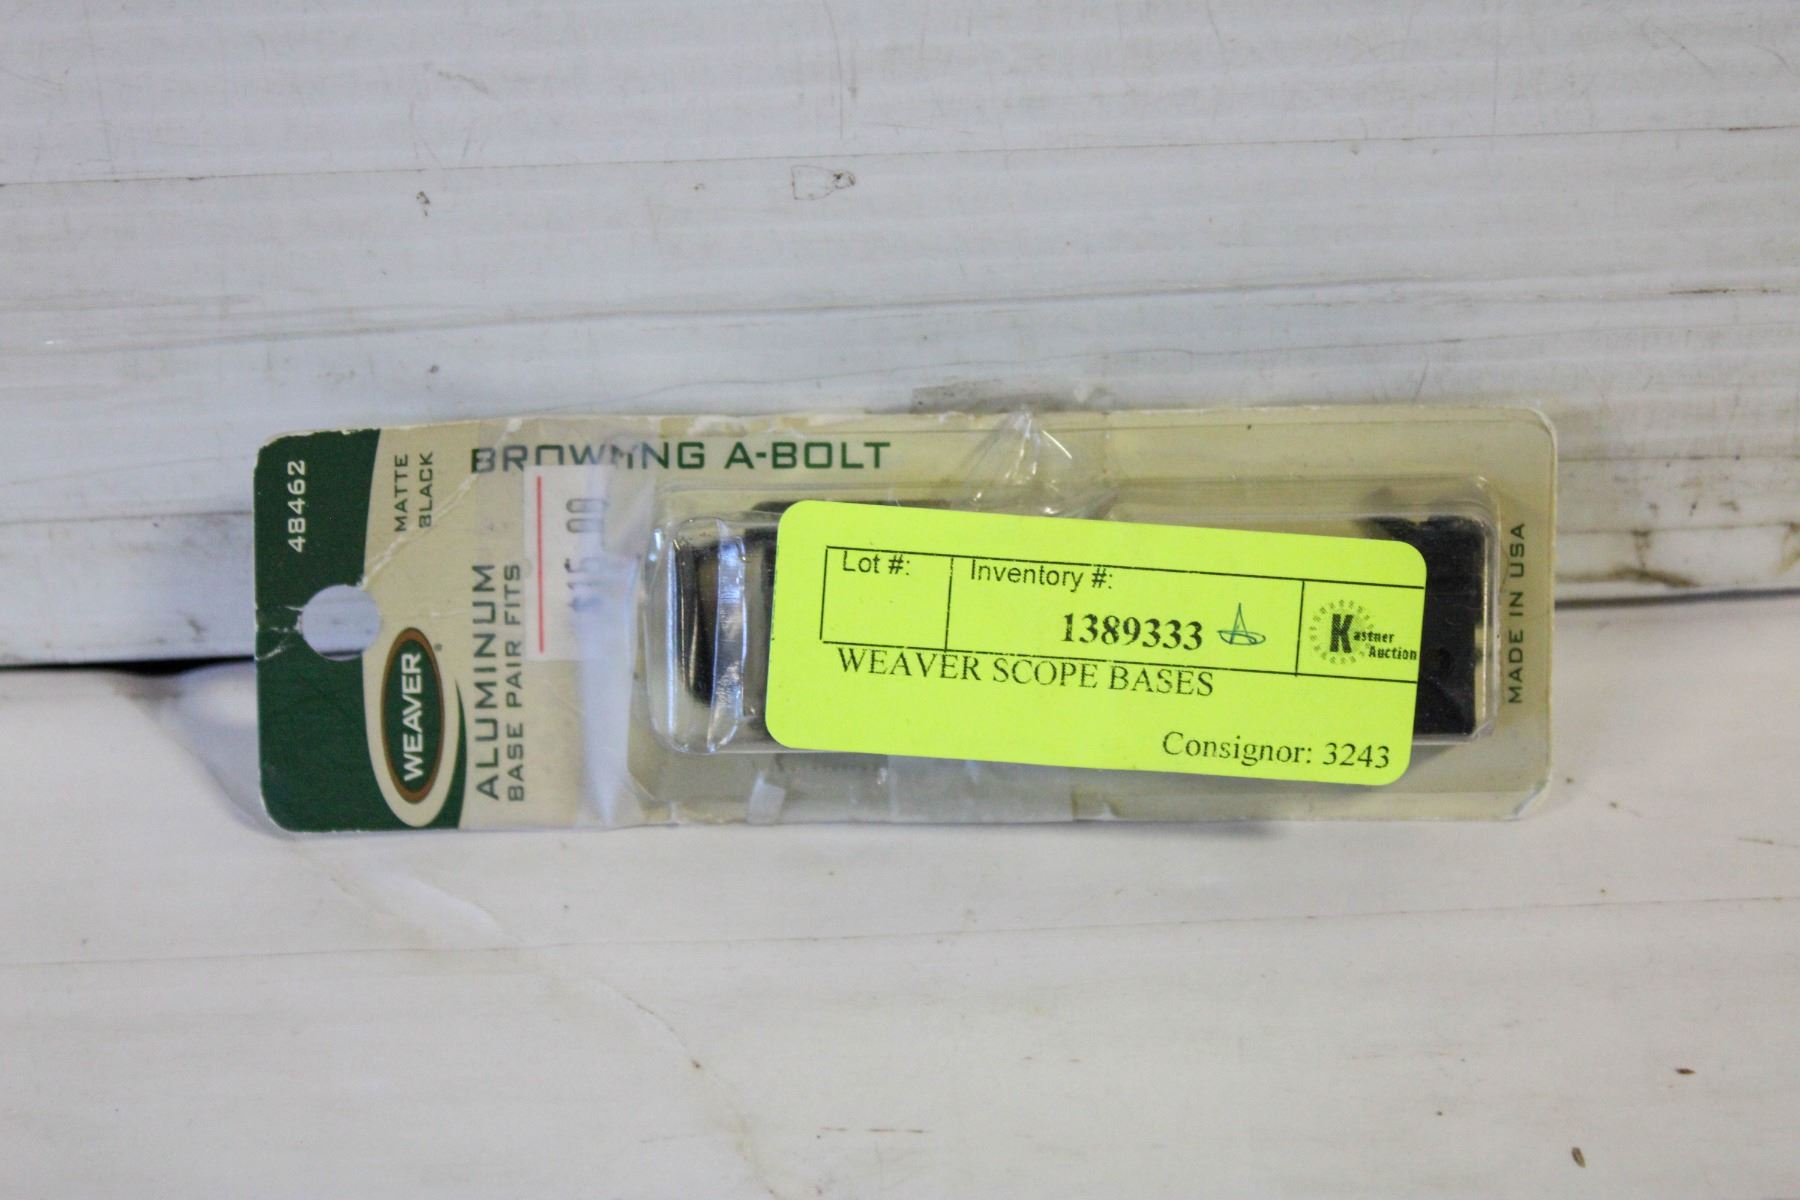 48462
MATTE
BLACK
BROWNING A-BOLT
WEAVER
ALUMINUM
BASE PAIR FITS
Lot #:
Inventory #:
1389333
Kastner
Auction
WEAVER SCOPE BASES
Consignor: 3243
MADE IN USA